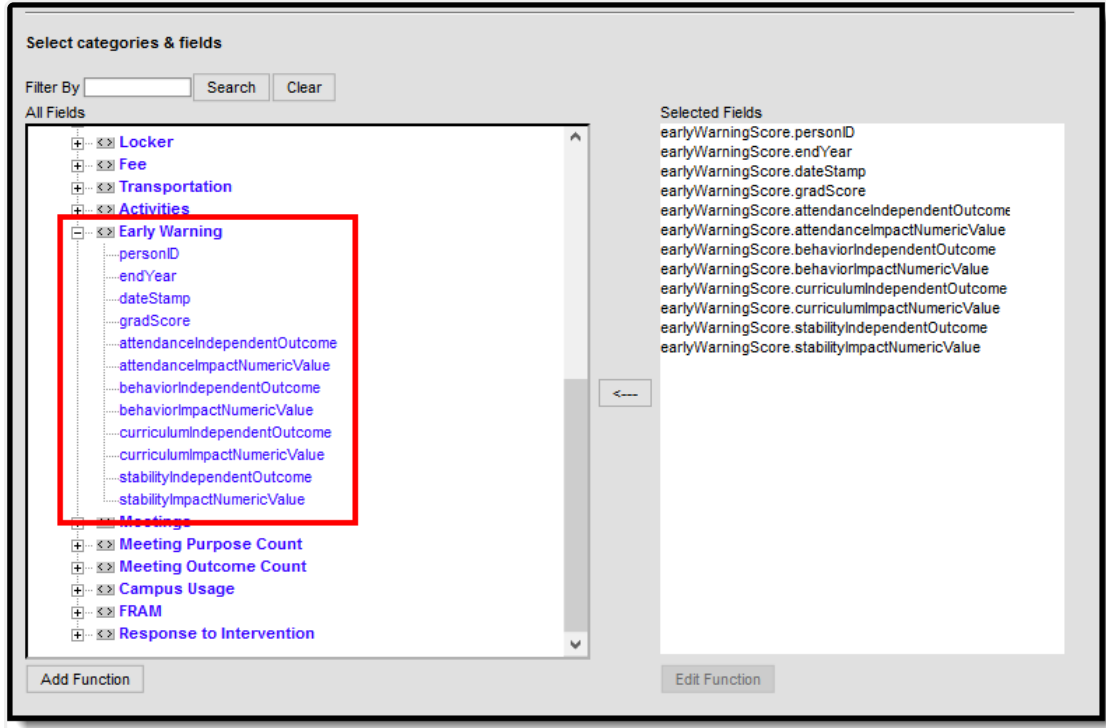 Select categories & fields
Filter By Search Clear
All Fields
Locker
Fee
Transportation
Activities
Early Warning
personID
endYear
dateStamp
gradScore
attendanceIndependentOutcome
attendanceImpactNumericValue
behaviorIndependentOutcome
behaviorImpactNumericValue
curriculumIndependentOutcome
curriculumImpactNumericValue
stabilityIndependentOutcome
stabilityImpactNumericValue
Meetings
Meeting Purpose Count
Meeting Outcome Count
Campus Usage
FRAM
Response to Intervention
Add Function
<---
Selected Fields
earlyWarningScore.personID
earlyWarningScore.endYear
earlyWarningScore.dateStamp
earlyWarningScore.gradScore
earlyWarningScore.attendanceIndependentOutcome
earlyWarningScore.attendanceImpactNumericValue
earlyWarningScore.behaviorIndependentOutcome
earlyWarningScore.behaviorImpactNumericValue
earlyWarningScore.curriculumIndependentOutcome
earlyWarningScore.curriculumImpactNumericValue
earlyWarningScore.stabilityIndependentOutcome
earlyWarningScore.stabilityImpactNumericValue
Edit Function